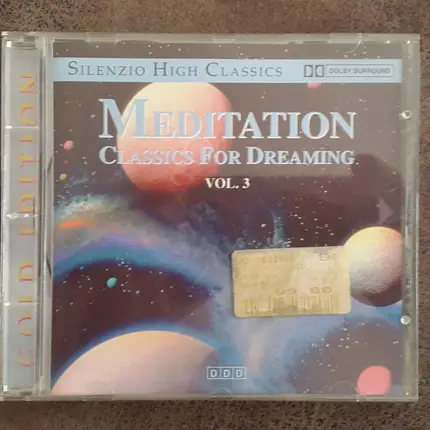 SILENZIO HIGH CLASSICS
DOLBY SURROUND
MEDITATION
CLASSICS FOR DREAMING
VOL. 3
GOLD EDITION
DDD